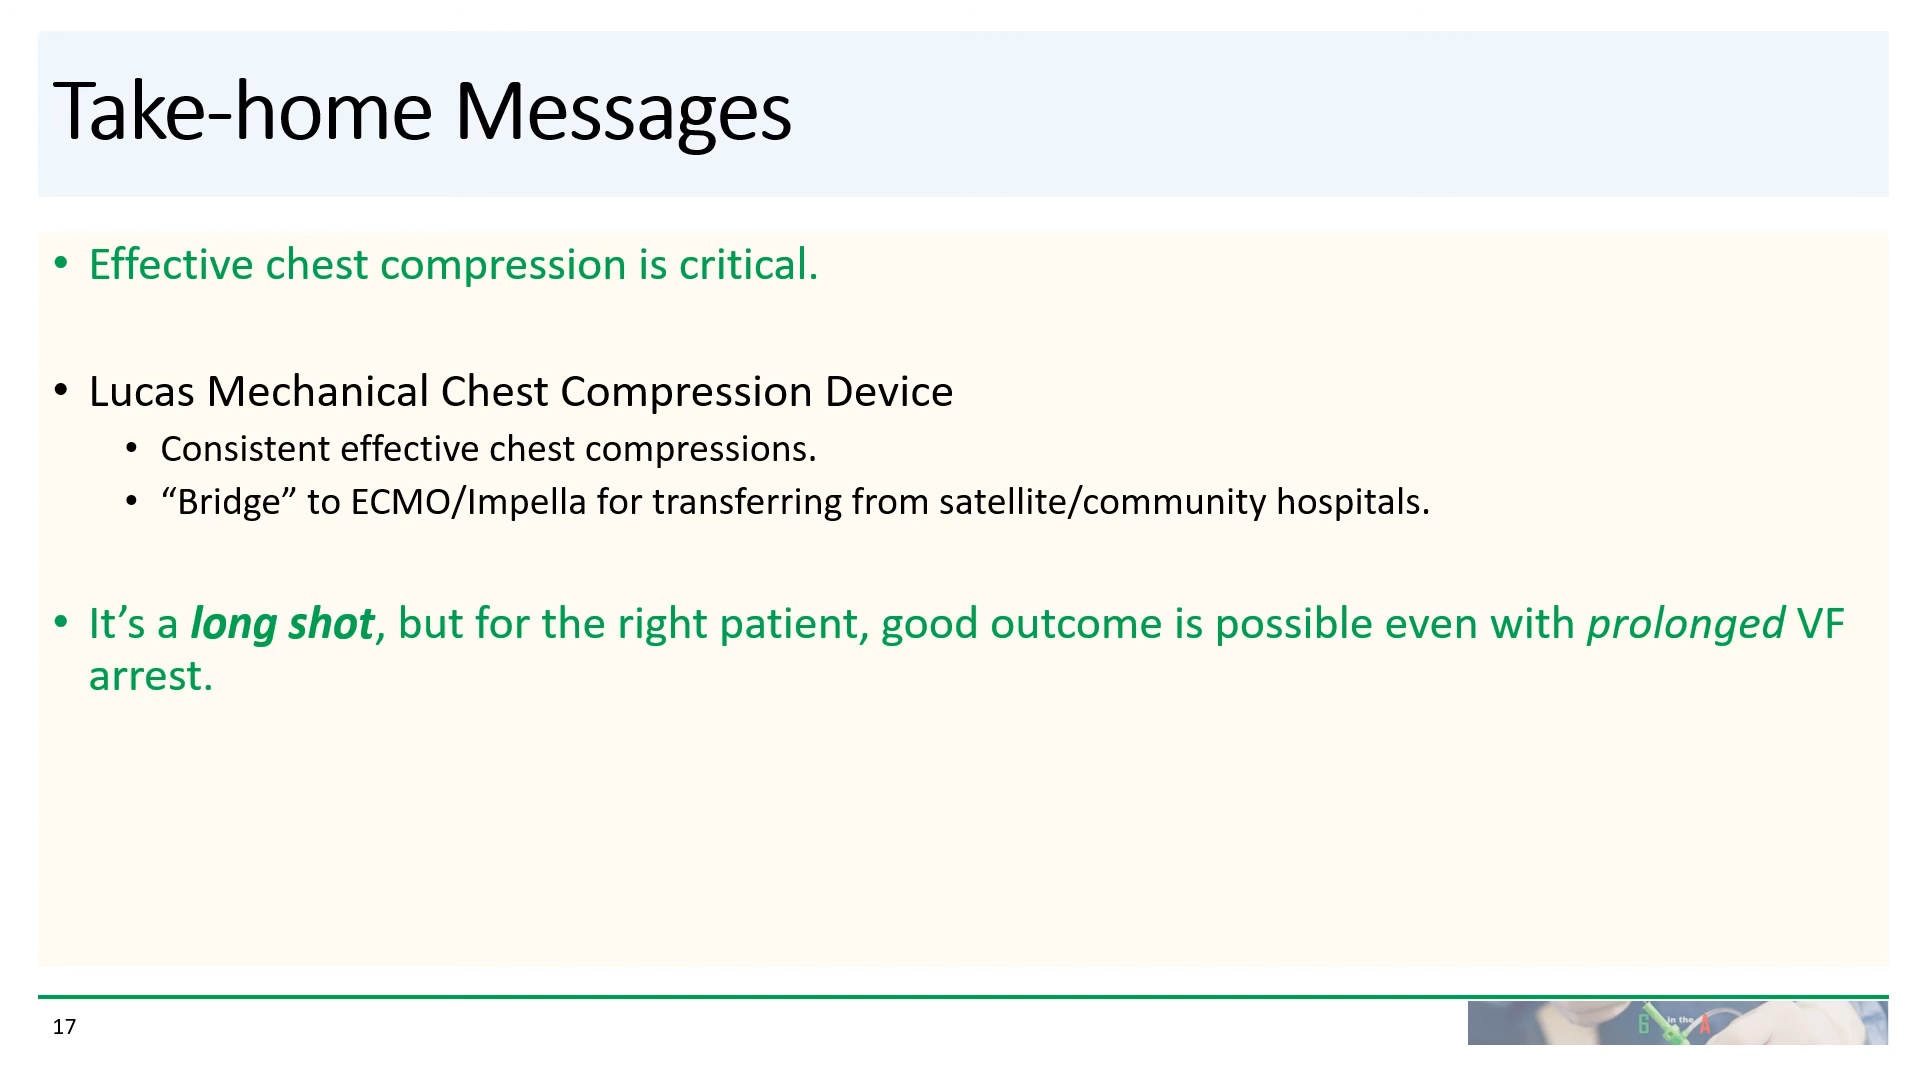 Take-home Messages
• Effective chest compression is critical.
• Lucas Mechanical Chest Compression Device
• Consistent effective chest compressions.
• “Bridge” to ECMO/Impella for transferring from satellite/community hospitals.
• It’s a long shot, but for the right patient, good outcome is possible even with prolonged VF
arrest.
17
G in the A